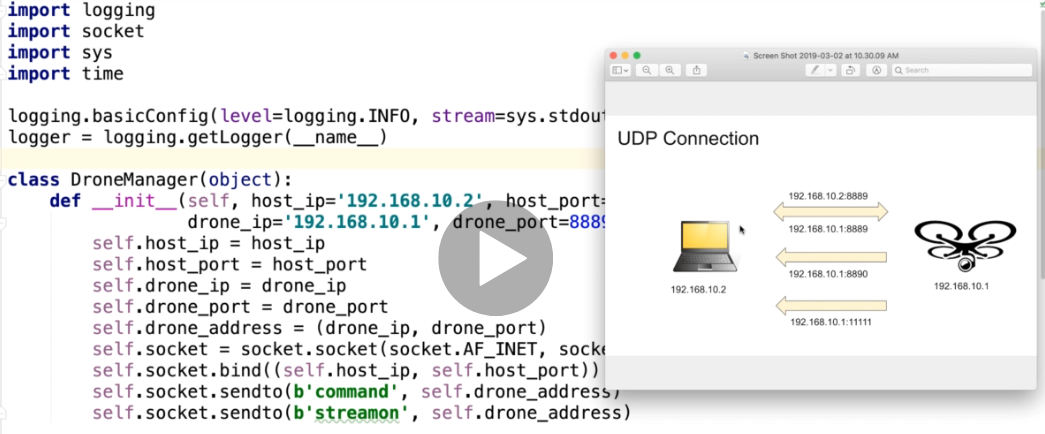 import logging
import socket
import sys
import time
logging.basicConfig(level=logging.INFO, stream=sys.stdout
logger = logging.getLogger(__name__)
class DroneManager(object):
def __init__(self, host_ip='192.168.10.2', host_port=
drone_ip='192.168.10.1', drone_port=8889
self.host_ip = host_ip
self.host_port = host_port
self.drone_ip = drone_ip
self.drone_port = drone_port
self.drone_address = (drone_ip, drone_port)
self.socket = socket.socket(socket.AF_INET, socke
self.socket.bind((self.host_ip, self.host_port))
self.socket.sendto(b'command', self.drone_address)
self.socket.sendto(b'streamon', self.drone_address)
Screen Shot 2019-03-02 at 10.30.09 AM
Search
UDP Connection
192.168.10.2:8889
192.168.10.1:8889
192.168.10.1:8890
192.168.10.2
192.168.10.1
192.168.10.1:11111